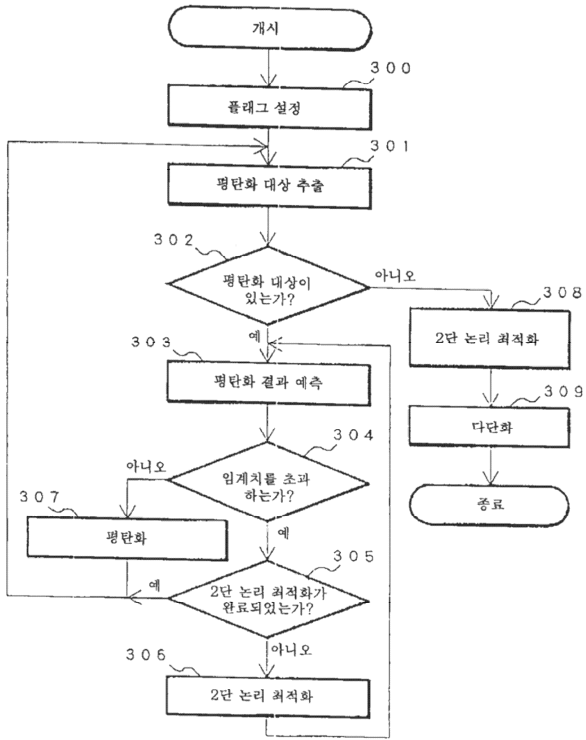 개시
300
플래그 설정
301
평탄화 대상 추출
302
평탄화 대상이
있는가?
아니오
예
308
2단 논리 최적화
303
평탄화 결과 예측
309
다단화
304
임계치를 초과
하는가?
아니오
예
종료
307
평탄화
305
2단 논리 최적화가
완료되었는가?
예
아니오
306
2단 논리 최적화